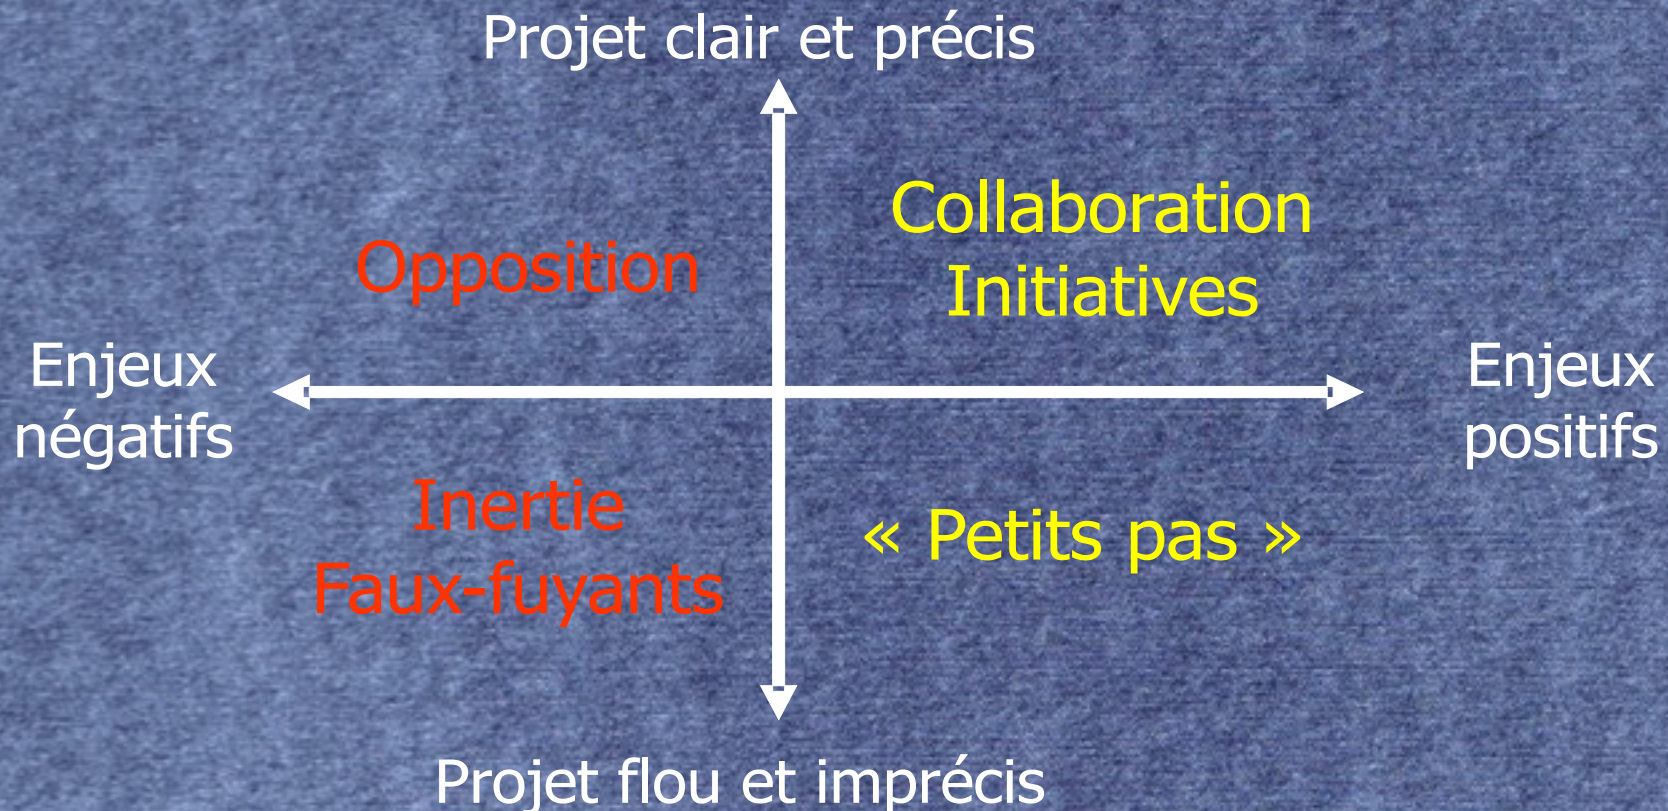 Projet clair et précis
Collaboration
Initiatives
Opposition
Enjeux
négatifs
Enjeux
positifs
Inertie
Faux-fuyants
« Petits pas »
Projet flou et imprécis